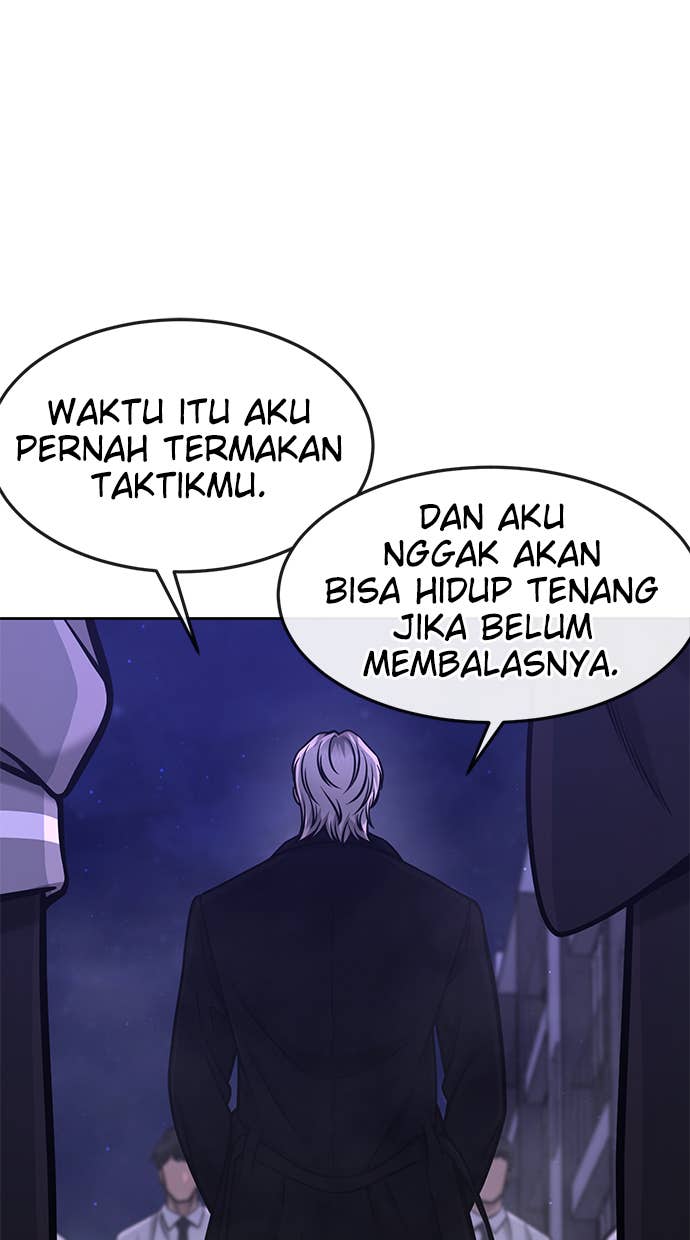 WAKTU ITU AKU
PERNAH TERMAKAN
TAKTIKMU.
DAN AKU
NGGAK AKAN
BISA HIDUP TENANG
JIKA BELUM
MEMBALASNYA.